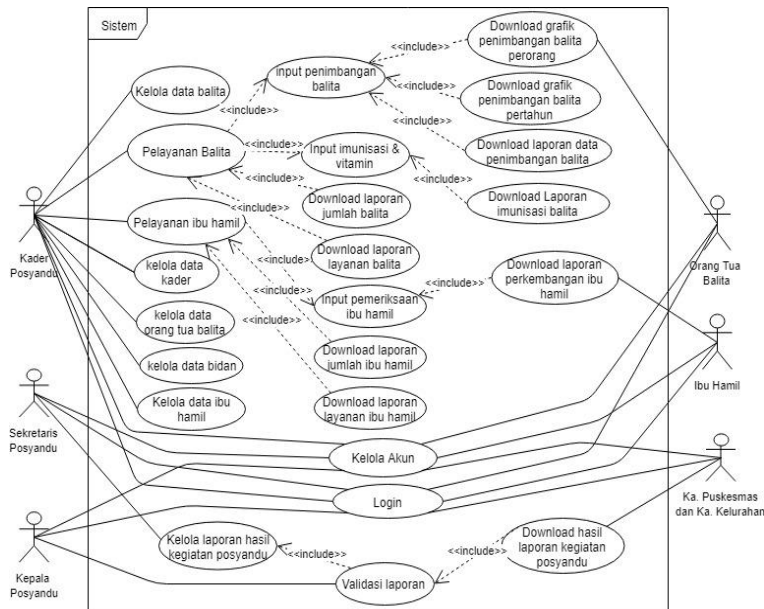 Sistem
Download grafik
penimbangan balita
perorang
<<include>>
Input penimbangan
balita
Kelola data balita
Download grafik
penimbangan balita
pertahun
<<include>>
<<include>>
Pelayanan Balita
Input imunisasi &
vitamin
<<include>>
<<include>>
Download laporan data
penimbangan balita
<<include>>
<<include>>
Download laporan
jumlah balita
Download Laporan
imunisasi balita
<<include>>
Pelayanan ibu hamil
Kader
Posyandu
Orang Tua
Balita
Download laporan
layanan balita
kelola data
kader
<<include>>
Download laporan
perkembangan ibu
hamil
<<include>>
Input pemeriksaan
ibu hamil
<<include>>
kelola data
orang tua balita
<<include>>
Download laporan
jumlah ibu hamil
kelola data bidan
Ibu Hamil
Kelola data ibu
hamil
Download laporan
layanan ibu hamil
Sekretaris
Posyandu
Kelola Akun
Login
Ka. Puskesmas
dan Ka. Kelurahan
Kelola laporan hasil
kegiatan posyandu
<<include>>
Download hasil
laporan kegiatan
posyandu
<<include>>
Validasi laporan
Kepala
Posyandu